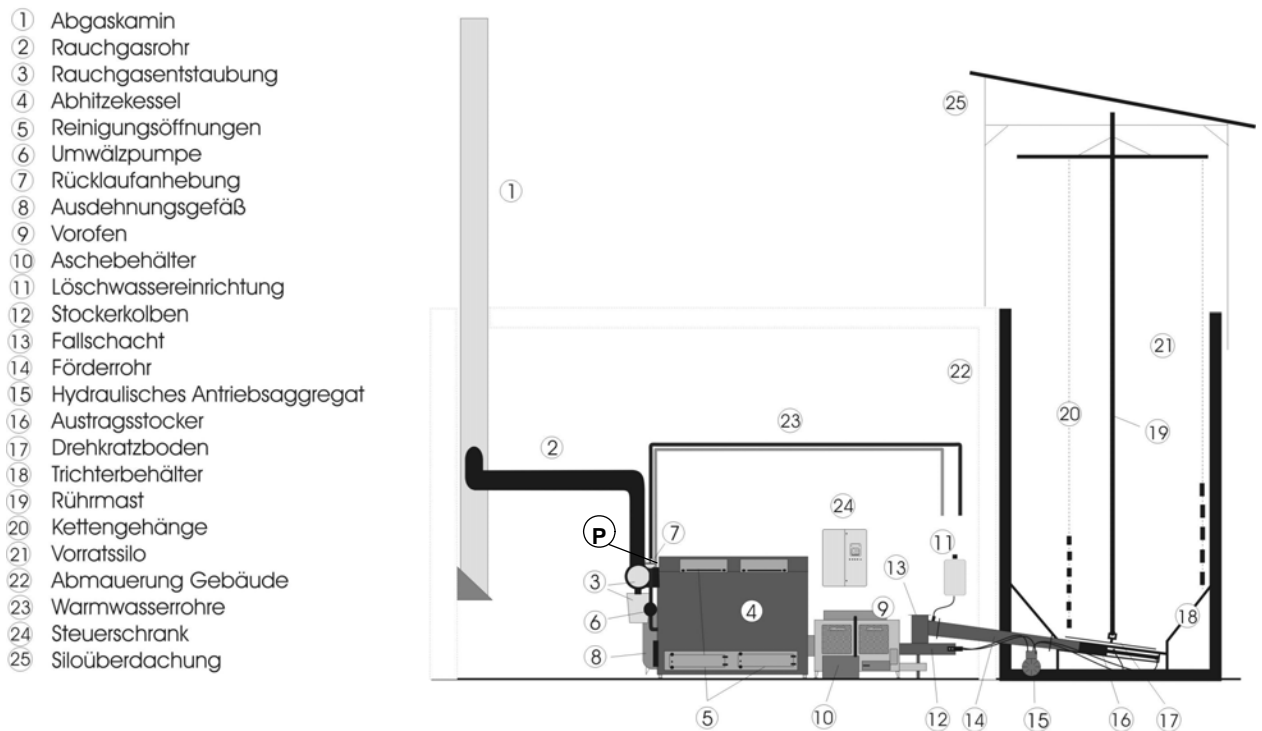 1 Abgaskamin
2 Rauchgasrohr
3 Rauchgasentstaubung
4 Abhitzekessel
5 Reinigungsöffnungen
6 Umwälzpumpe
7 Rücklaufanhebung
8 Ausdehnungsgefäß
9 Vorofen
10 Aschebehälter
11 Löschwassereinrichtung
12 Stockerkolben
13 Fallschacht
14 Förderrohr
15 Hydraulisches Antriebsaggregat
16 Austragsstocker
17 Drehkratzboden
18 Trichterbehälter
19 Rührmast
20 Kettengehänge
21 Vorratssilo
22 Abmauerung Gebäude
23 Warmwasserrohre
24 Steuerschrank
25 Siloüberdachung
25
1
21
22
20
19
23
2
24
P
7
11
13
3
4
9
18
6
8
5
10
12
14
15
16
17